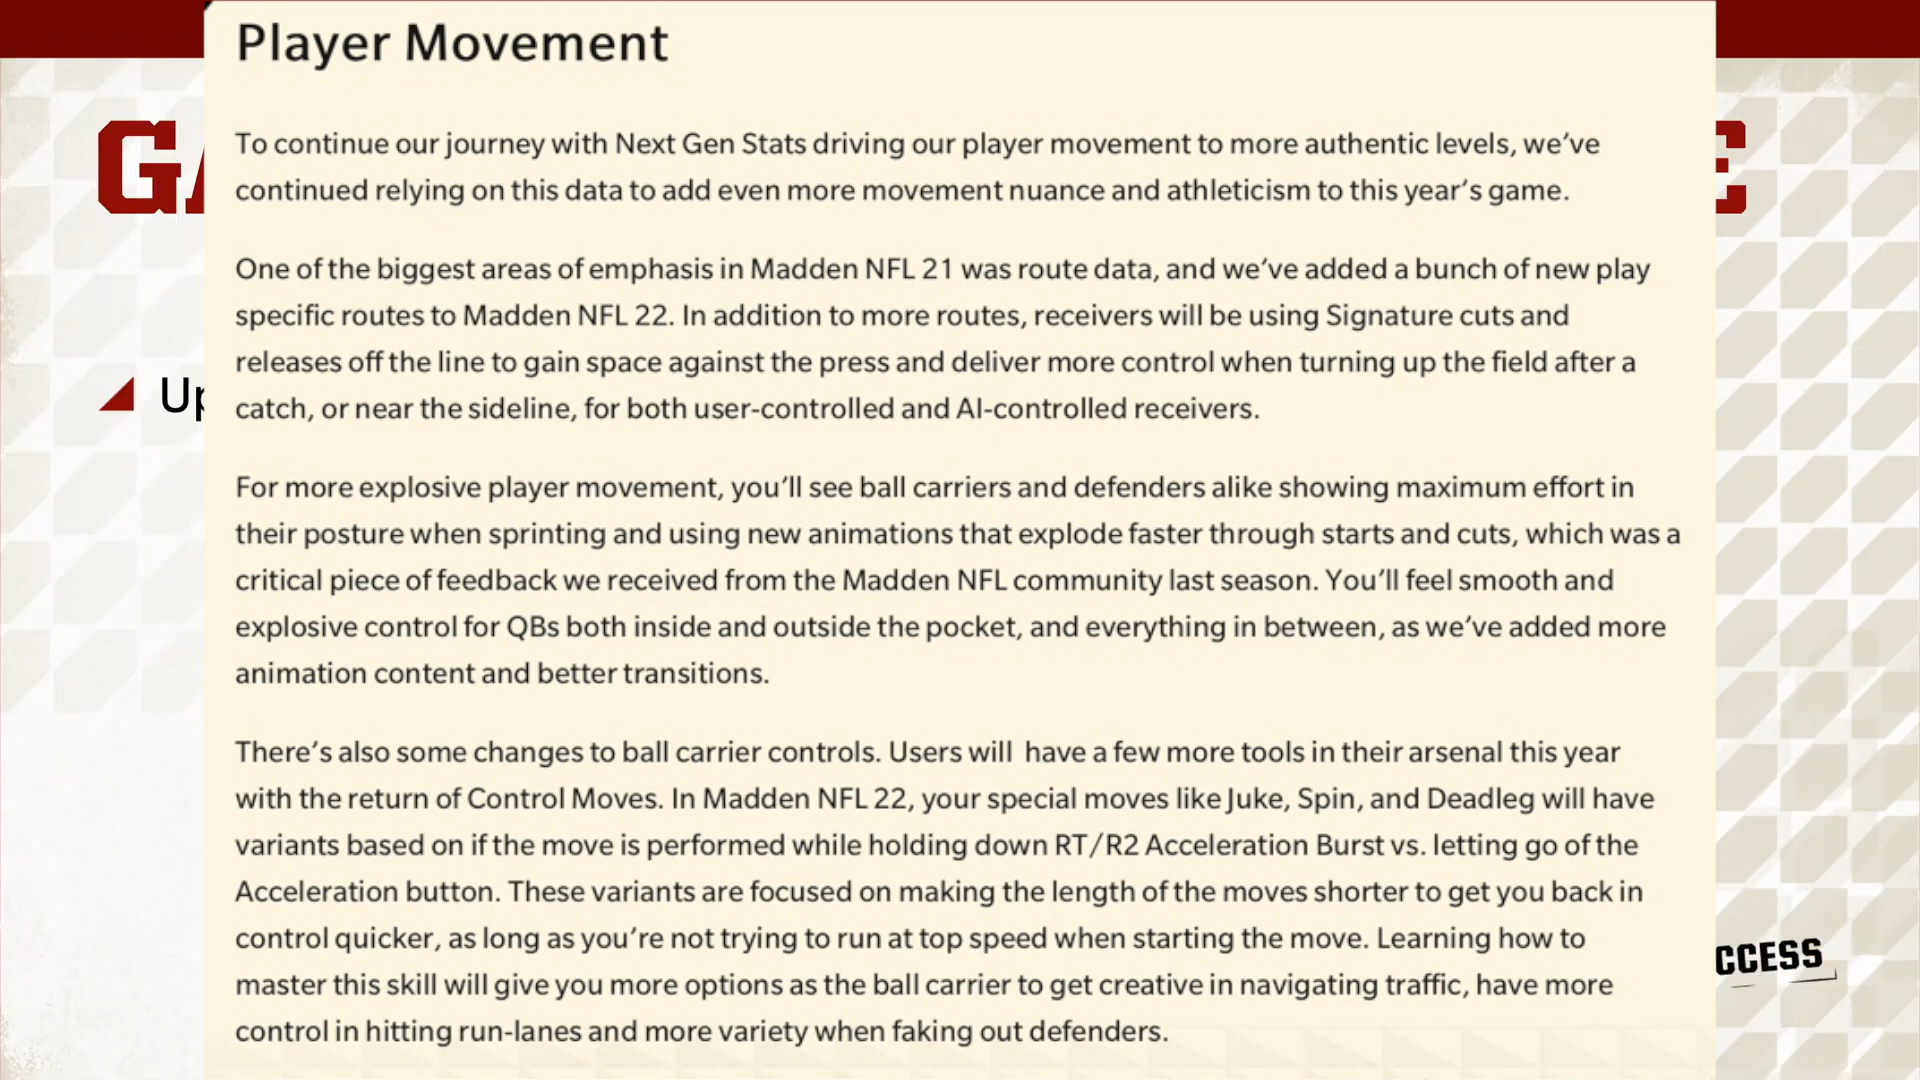 Player Movement
To continue our journey with Next Gen Stats driving our player movement to more authentic levels, we’ve
continued relying on this data to add even more movement nuance and athleticism to this year’s game.
One of the biggest areas of emphasis in Madden NFL 21 was route data, and we’ve added a bunch of new play
specific routes to Madden NFL 22. In addition to more routes, receivers will be using Signature cuts and
releases off the line to gain space against the press and deliver more control when turning up the field after a
catch, or near the sideline, for both user-controlled and AI-controlled receivers.
For more explosive player movement, you’ll see ball carriers and defenders alike showing maximum effort in
their posture when sprinting and using new animations that explode faster through starts and cuts, which was a
critical piece of feedback we received from the Madden NFL community last season. You’ll feel smooth and
explosive control for QBs both inside and outside the pocket, and everything in between, as we’ve added more
animation content and better transitions.
There’s also some changes to ball carrier controls. Users will have a few more tools in their arsenal this year
with the return of Control Moves. In Madden NFL 22, your special moves like Juke, Spin, and Deadleg will have
variants based on if the move is performed while holding down RT/R2 Acceleration Burst vs. letting go of the
Acceleration button. These variants are focused on making the length of the moves shorter to get you back in
control quicker, as long as you’re not trying to run at top speed when starting the move. Learning how to
master this skill will give you more options as the ball carrier to get creative in navigating traffic, have more
control in hitting run-lanes and more variety when faking out defenders.